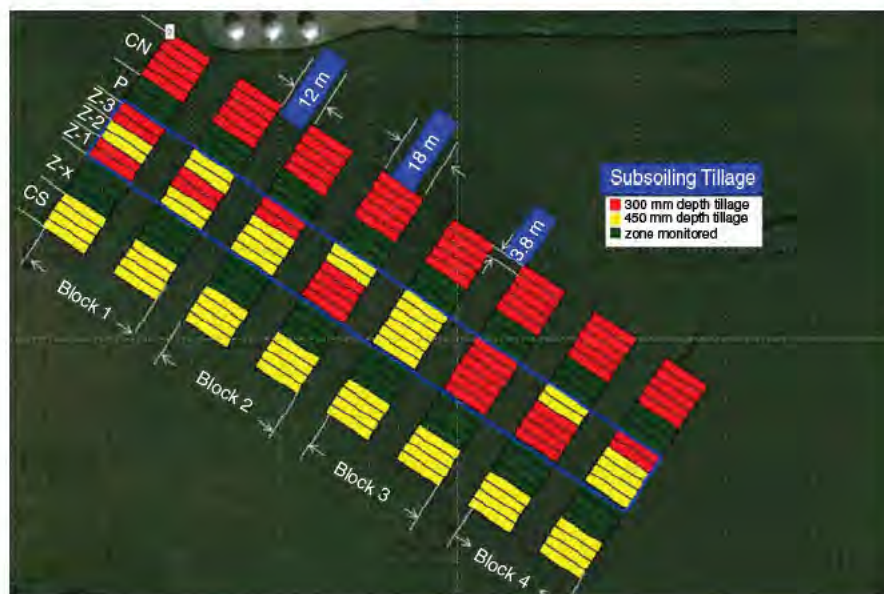 CN
P
Z-3
Z-2
Z-1
Z-x
CS
12 m
18 m
3.8 m
Subsoiling Tillage
300 mm depth tillage
450 mm depth tillage
zone monitored
Block 1
Block 2
Block 3
Block 4